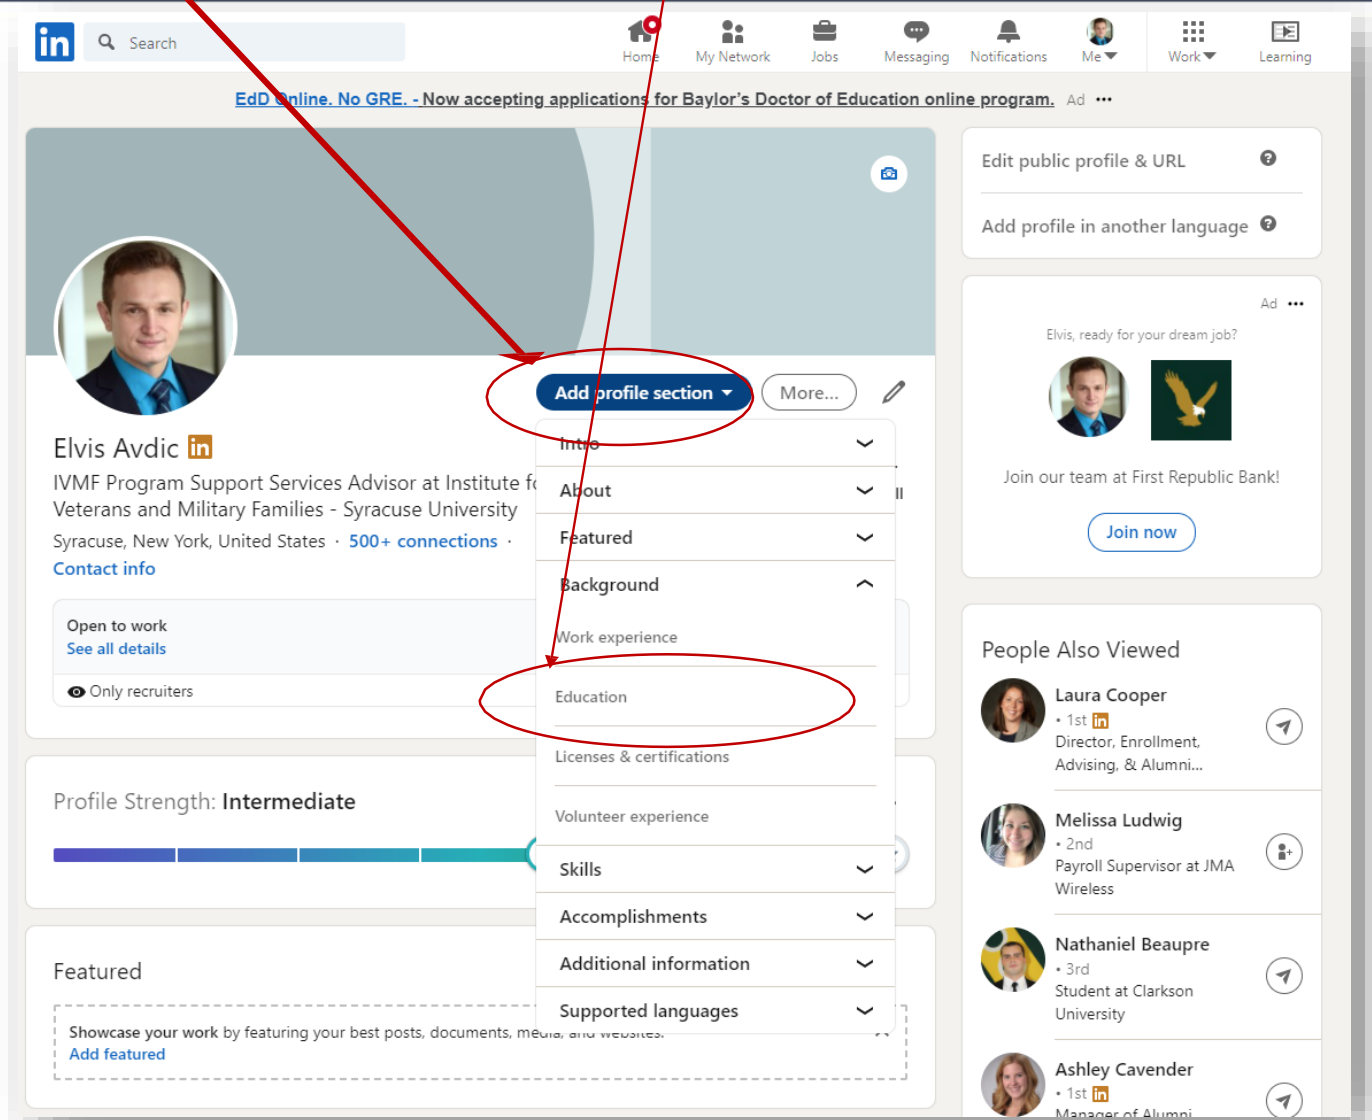 in
Search
Home
My Network
Jobs
Messaging
Notifications
Me
Work
Learning
EdD Online. No GRE. - Now accepting applications for Baylor's Doctor of Education online program. Ad •••
Edit public profile & URL
Add profile in another language
Ad •••
Elvis, ready for your dream job?
Join our team at First Republic Bank!
Join now
Add profile section
More...
Elvis Avdic in
IVMF Program Support Services Advisor at Institute
Veterans and Military Families - Syracuse University
Syracuse, New York, United States · 500+ connections ·
Contact info
Open to work
See all details
Only recruiters
Intro
About
Featured
Background
Work experience
Education
Licenses & certifications
Volunteer experience
Skills
Accomplishments
Additional information
Supported languages
Profile Strength: Intermediate
Featured
Showcase your work by featuring your best posts, documents, media, and websites.
Add featured
People Also Viewed
Laura Cooper
• 1st in
Director, Enrollment,
Advising, & Alumni...
Melissa Ludwig
• 2nd
Payroll Supervisor at JMA
Wireless
Nathaniel Beaupre
• 3rd
Student at Clarkson
University
Ashley Cavender
• 1st in
Manager of Alumni